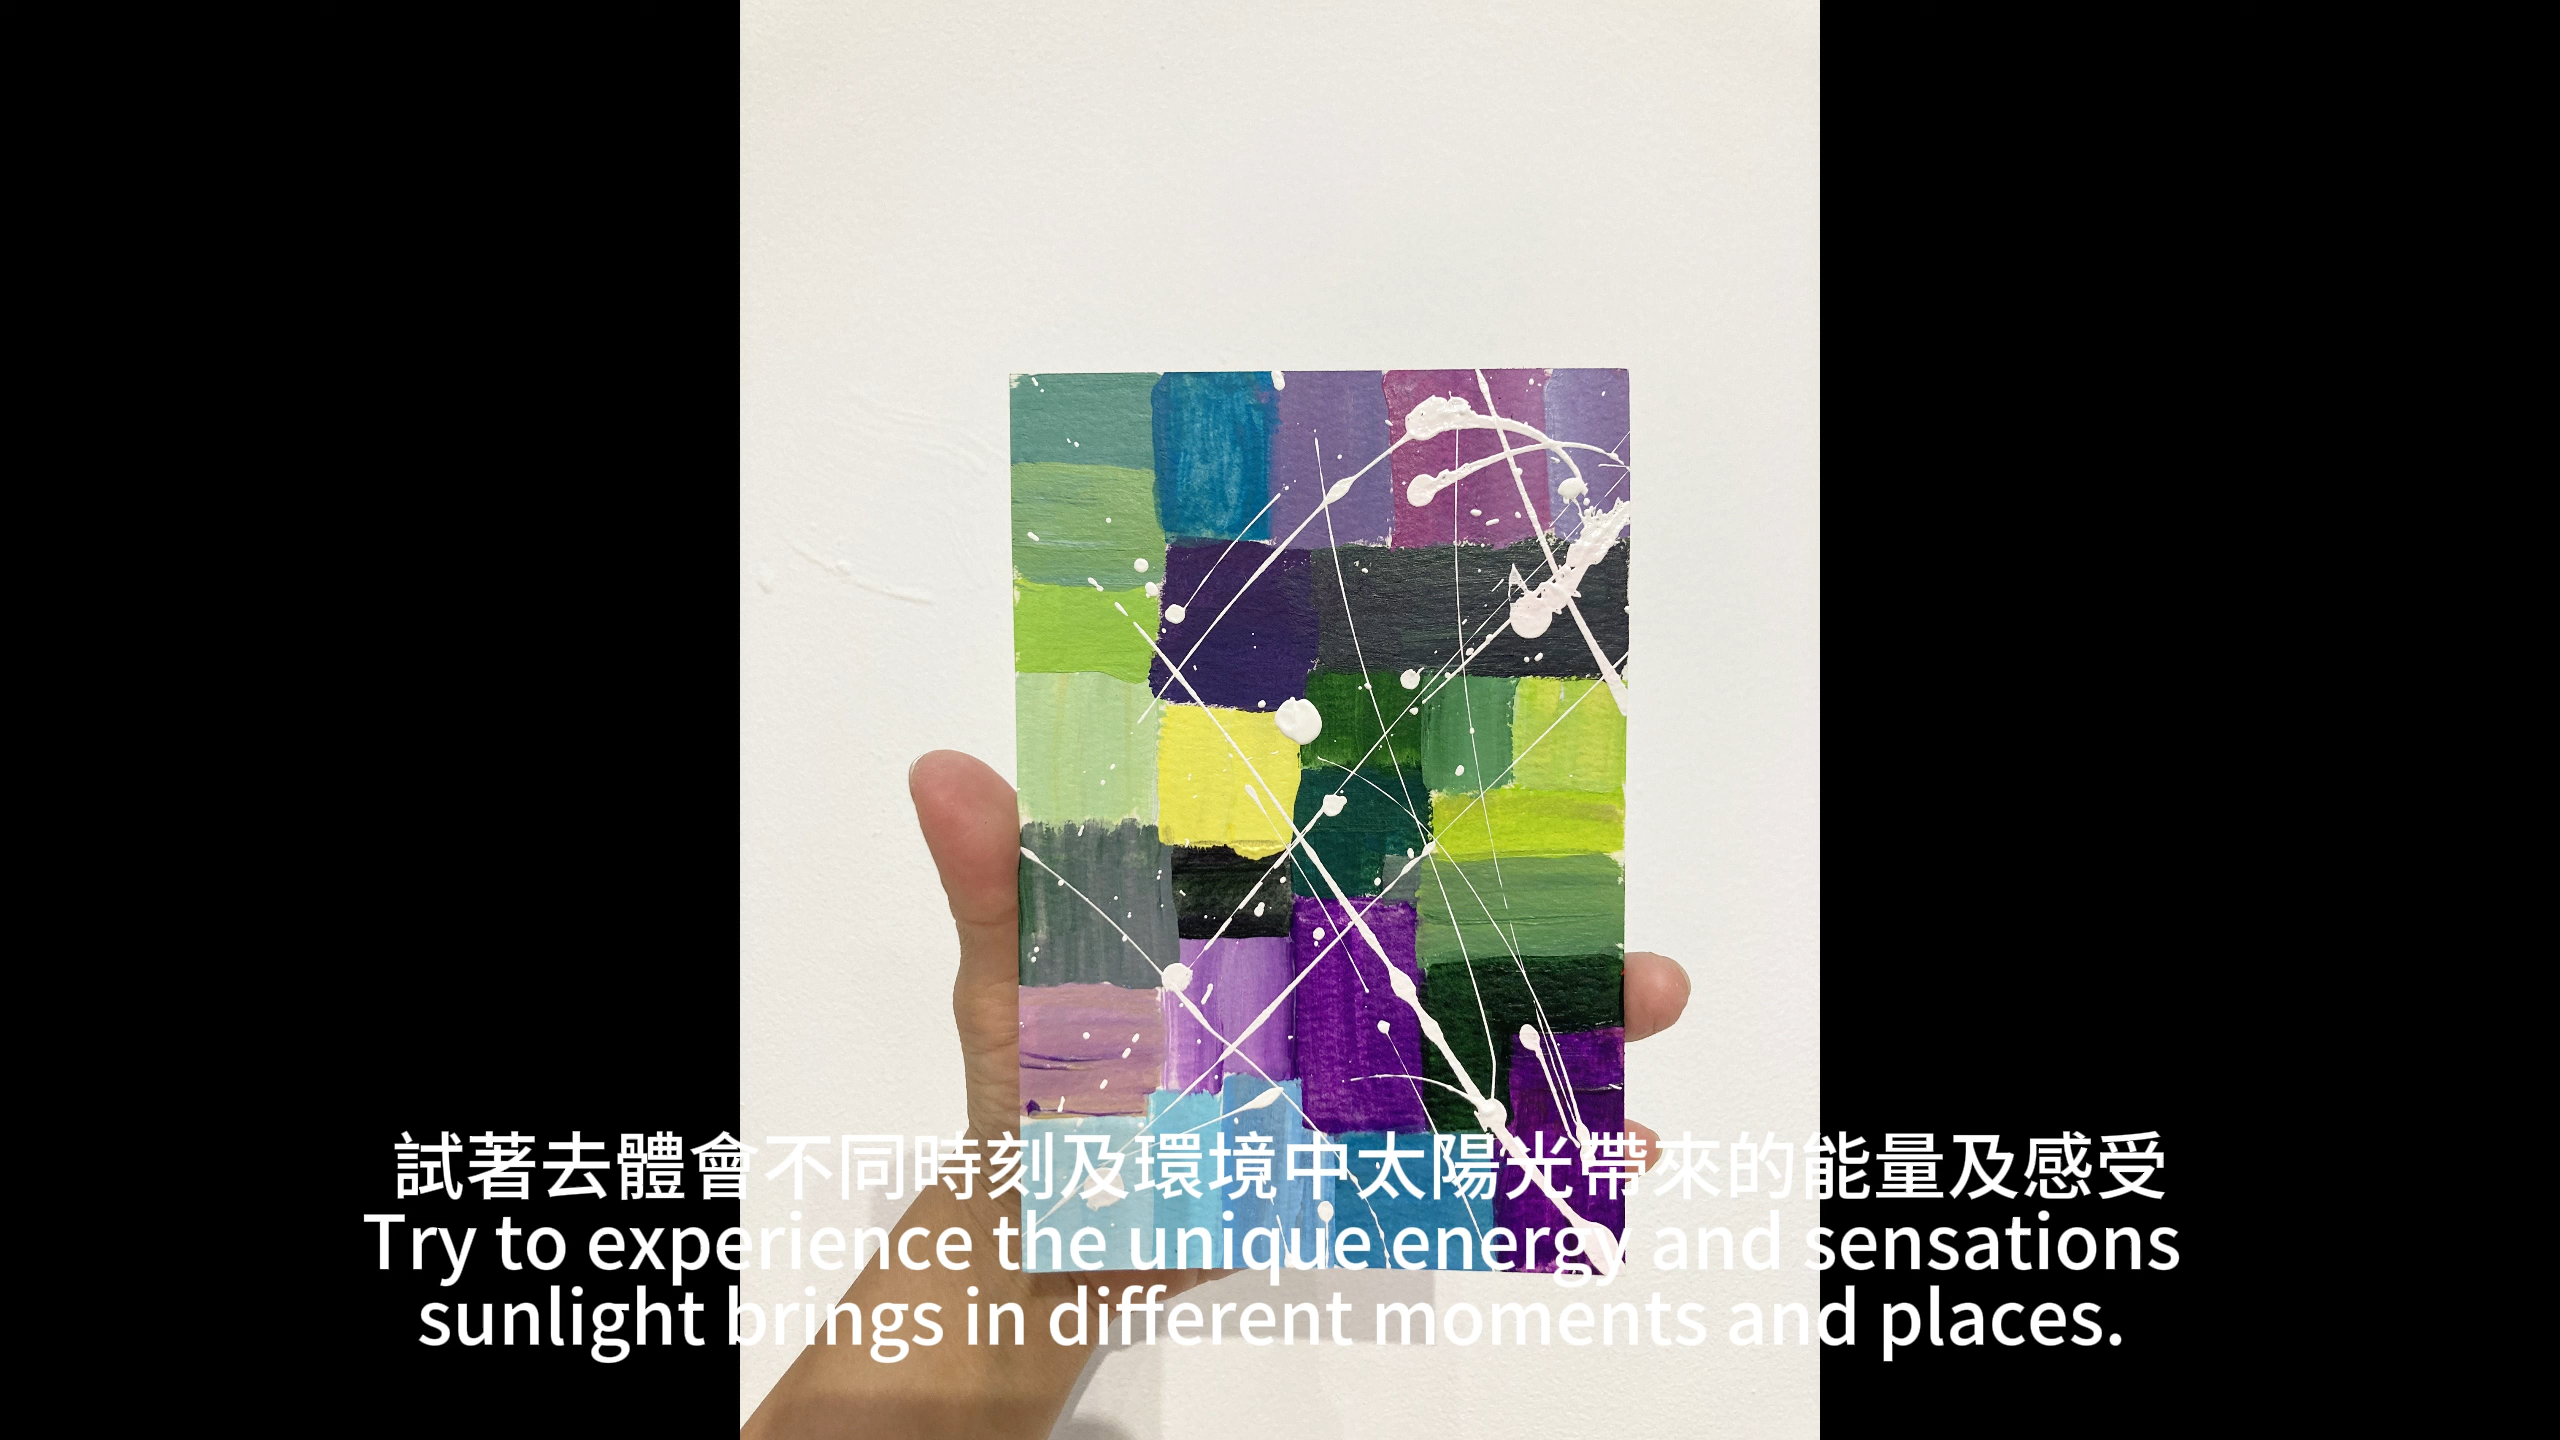 試著去體會不同時刻及環境中太陽光帶來的能量及感受
Try to experience the unique energy and sensations
sunlight brings in different moments and places.